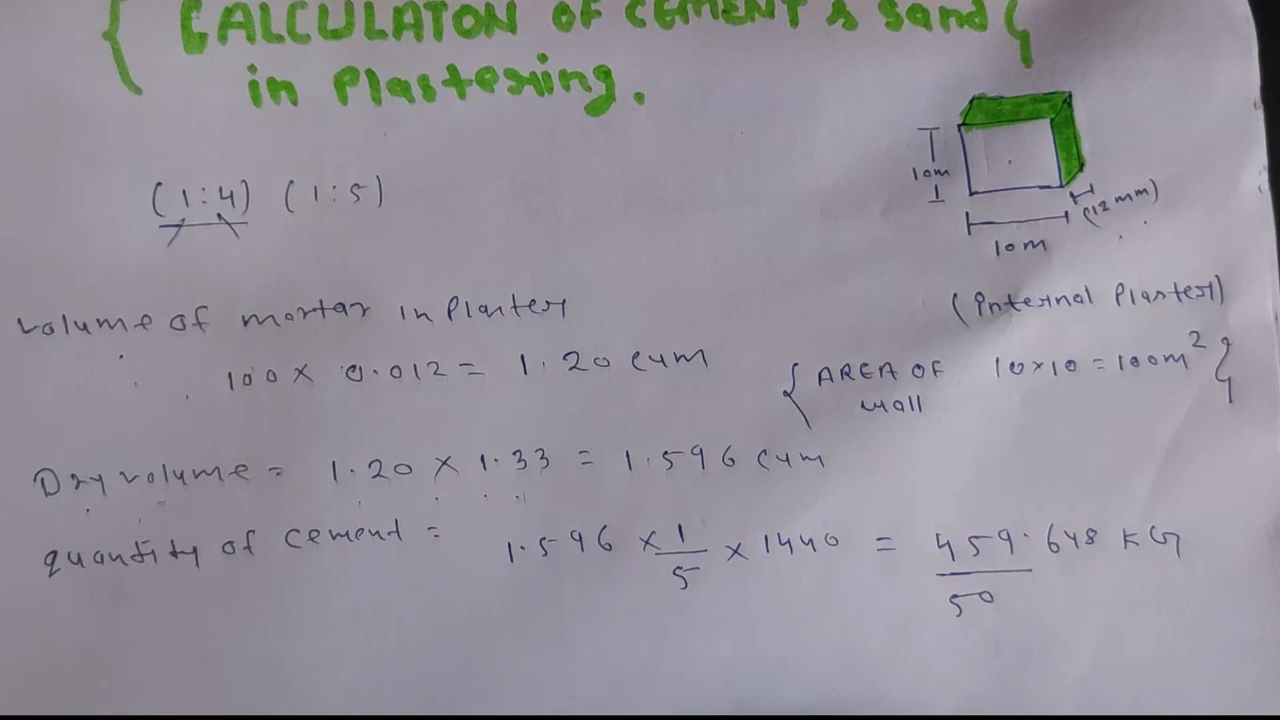 { CALCULATON OF CEMENT & Sand }
in Plastering.
(1:4) (1:5)
10m
(12mm)
10m
(Internal Plaster)
{ AREA OF wall 10x10 = 100m² }
volume of mortar in Plaster
100 x 0.012 = 1.20 cum
Dry volume = 1.20 x 1.33 = 1.596 cum
quantity of cement = 1.596 x 1/5 x 1440 = 459.648/50 KG